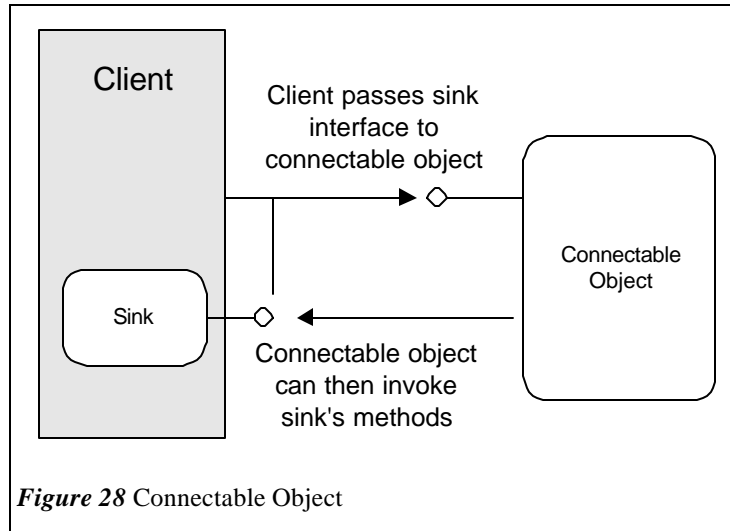 Client
Client passes sink
interface to
connectable object
Connectable
Object
Sink
Connectable object
can then invoke
sink's methods
Figure 28 Connectable Object